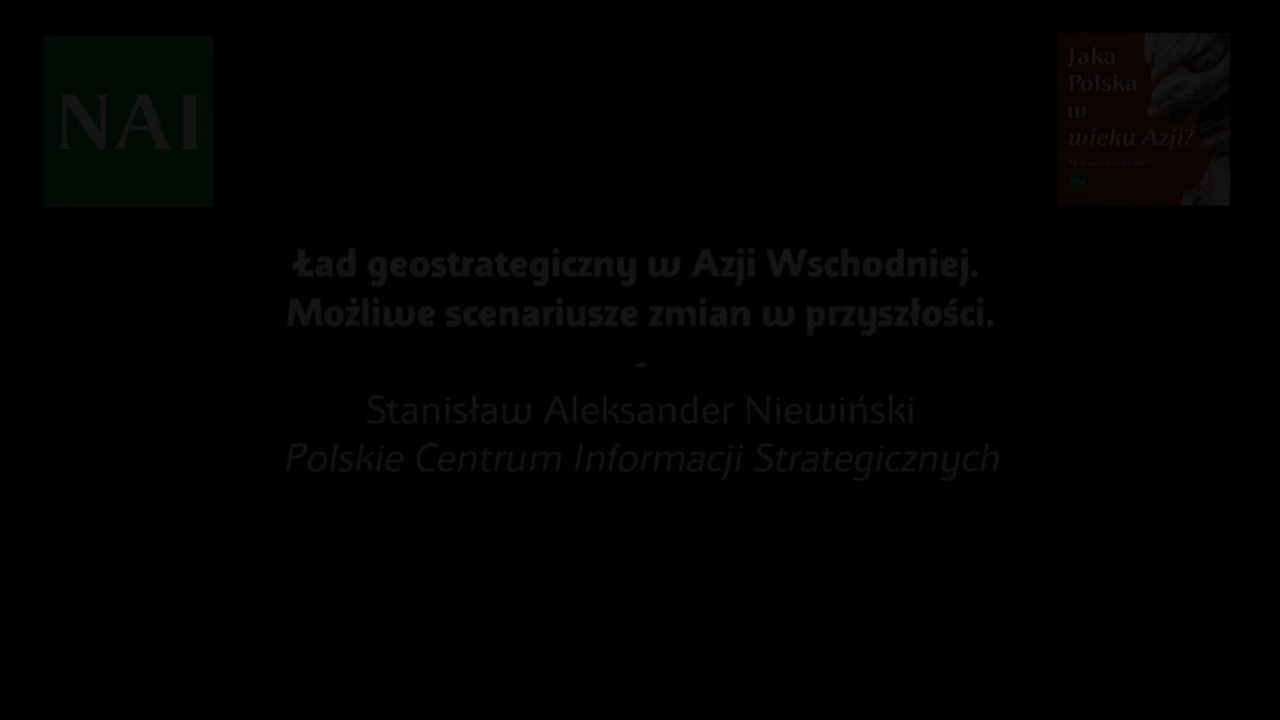 NAI
Jaka
Polska
w
wieku Azji?
NAI
Ład geostrategiczny w Azji Wschodniej.
Możliwe scenariusze zmian w przyszłości.
-
Stanisław Aleksander Niewiński
Polskie Centrum Informacji Strategicznych